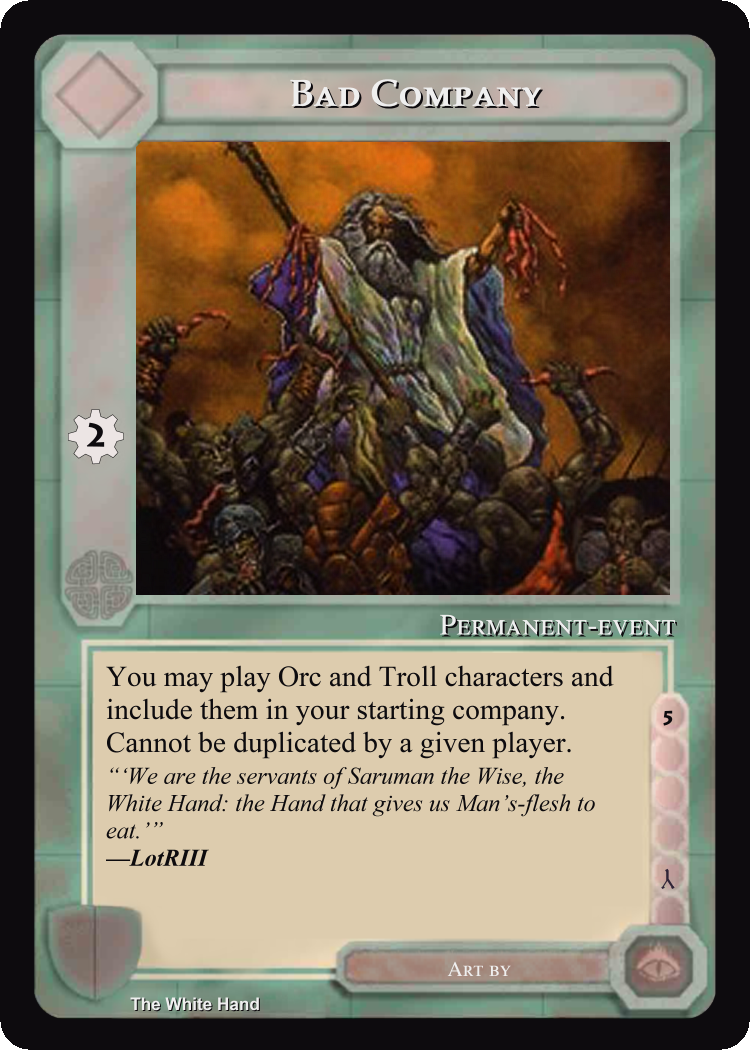 Bad Company
2
Permanent-event
You may play Orc and Troll characters and
include them in your starting company.
Cannot be duplicated by a given player.
“‘We are the servants of Saruman the Wise, the
White Hand: the Hand that gives us Man’s-flesh to
eat.’”
—LotRIII
5
Art by
The White Hand